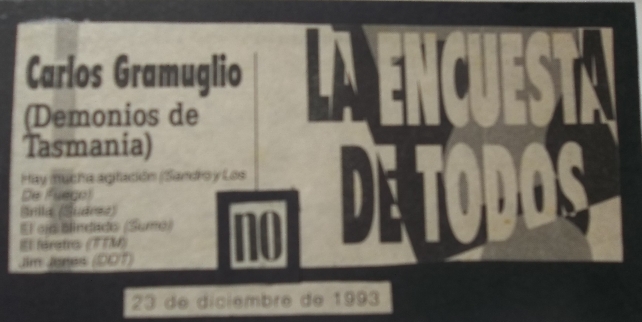 Carlos Gramuglio
(Demonios de
Tasmania)
Hay mucha agitación (Sandro y Los
De Fuego)
Brilla (Suárez)
El ojo blindado (Sumo)
El féretro (TTM)
Jim Jones (DDT)
LA ENCUESTA
DE TODOS
no
23 de diciembre de 1993